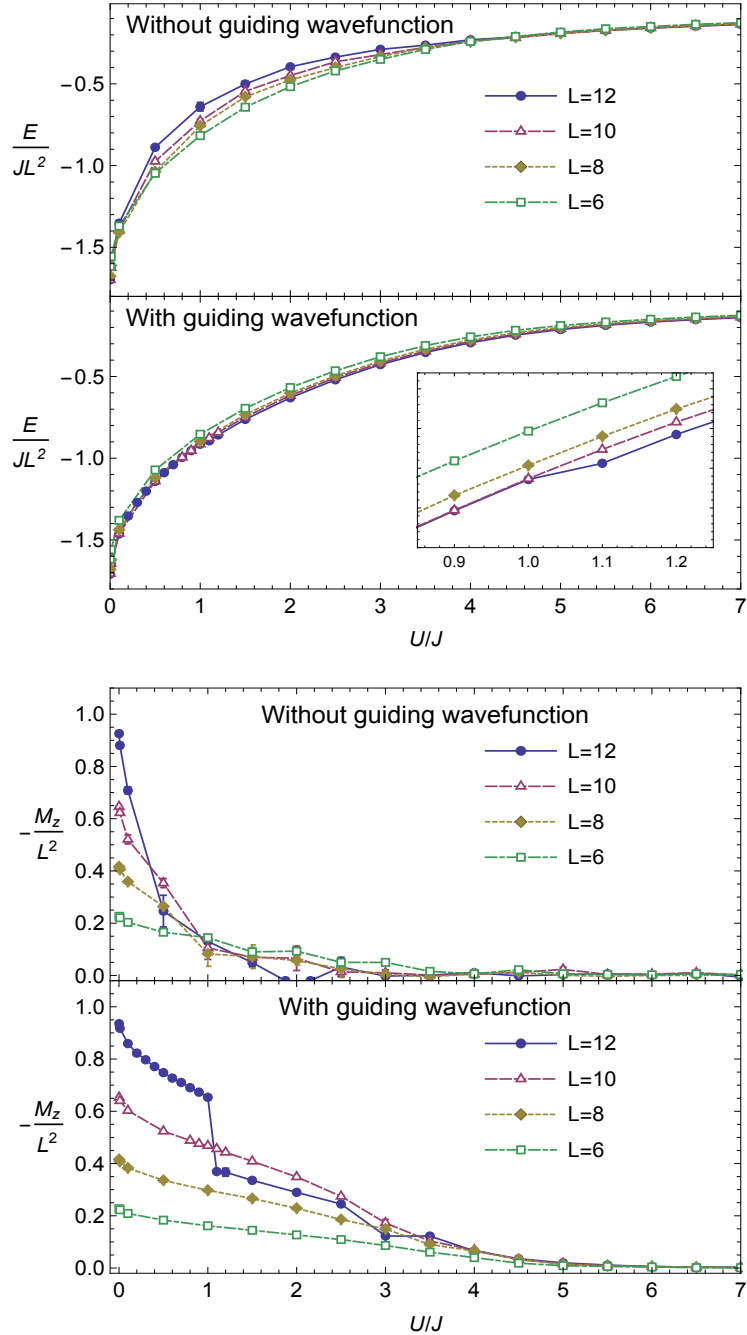 Without guiding wavefunction
−0.5
−1.0
−1.5
E
JL²
L=12
L=10
L=8
L=6
With guiding wavefunction
−0.5
−1.0
−1.5
E
JL²
0.9 1.0 1.1 1.2
0 1 2 3 4 5 6 7
U/J
Without guiding wavefunction
1.0
0.8
0.6
0.4
0.2
0.0
−M_z
L²
L=12
L=10
L=8
L=6
With guiding wavefunction
1.0
0.8
0.6
0.4
0.2
0.0
−M_z
L²
L=12
L=10
L=8
L=6
0 1 2 3 4 5 6 7
U/J